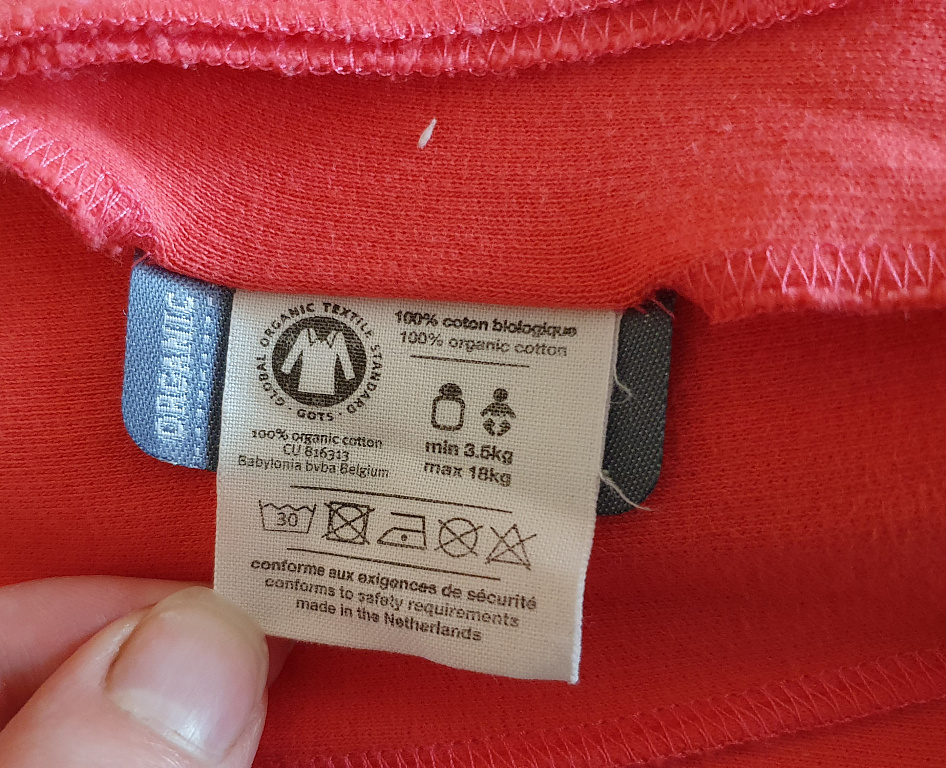 ORGANIC
GLOBAL ORGANIC TEXTILE STANDARD · GOTS ·
100% organic cotton
CU 816313
Babylonia bvba Belgium
100% coton biologique
100% organic cotton
min 3.5kg
max 18kg
30
conforme aux exigences de sécurité
conforms to safety requirements
made in the Netherlands